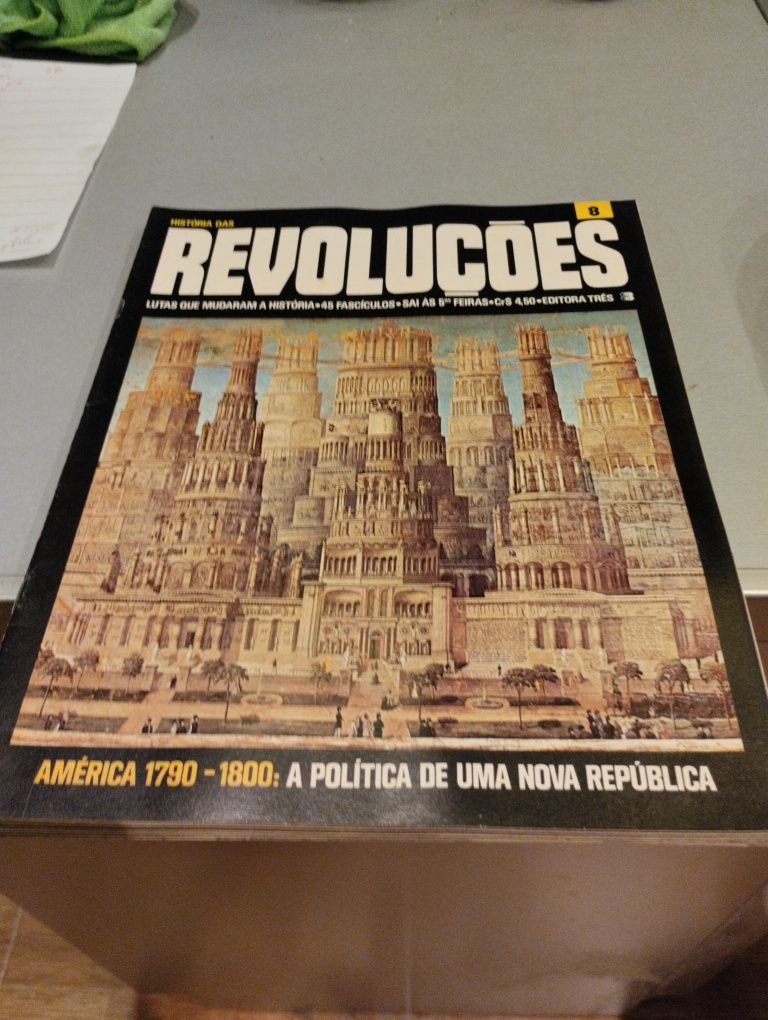 8
HISTÓRIA DAS
REVOLUÇÕES
LUTAS QUE MUDARAM A HISTÓRIA•45 FASCÍCULOS•SAI ÀS 5ªs FEIRAS•Cr$ 4,50•EDITORA TRÊS 3
AMÉRICA 1790 - 1800: A POLÍTICA DE UMA NOVA REPÚBLICA